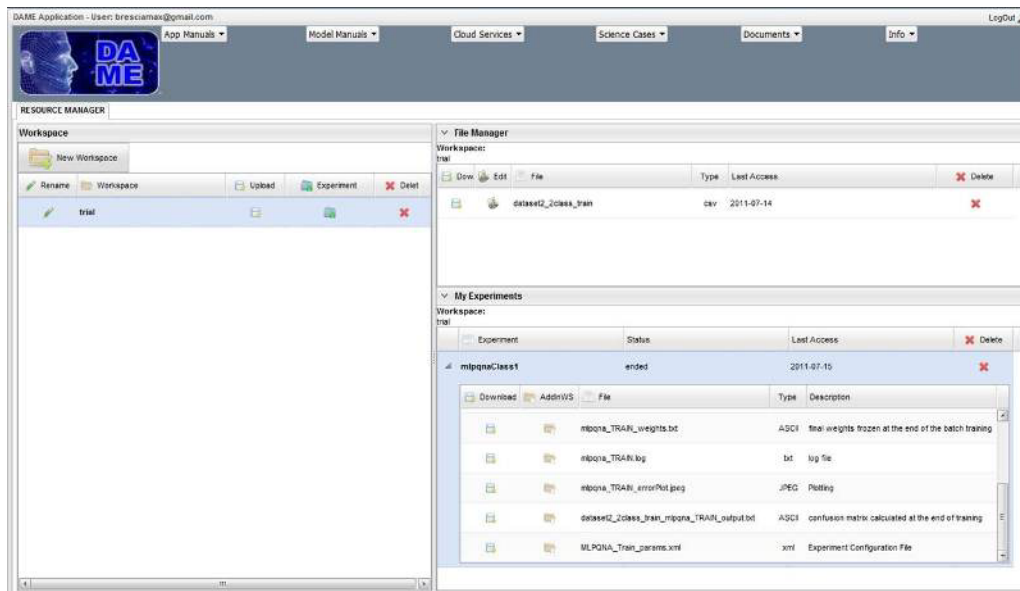 DAME Application - User: bresciamax@gmail.com LogOut
App Manuals Model Manuals Cloud Services Science Cases Documents Info
DA
ME
RESOURCE MANAGER
Workspace
New Workspace
Rename Workspace Upload Experiment Delet
trial
File Manager
Workspace:
trial
Dow Edit File Type Last Access Delete
dataset2_2class_train csv 2011-07-14
My Experiments
Workspace:
trial
Experiment Status Last Access Delete
mlpqnaClass1 ended 2011-07-15
Download AddInWS File Type Description
mlpqna_TRAIN_weights.txt ASCII final weights frozen at the end of the batch training
mlpqna_TRAIN.log txt log file
mlpqna_TRAIN_errorPlot.jpeg JPEG Plotting
dataset2_2class_train_mlpqna_TRAIN_output.txt ASCII confusion matrix calculated at the end of training
MLPQNA_Train_params.xml xml Experiment Configuration File